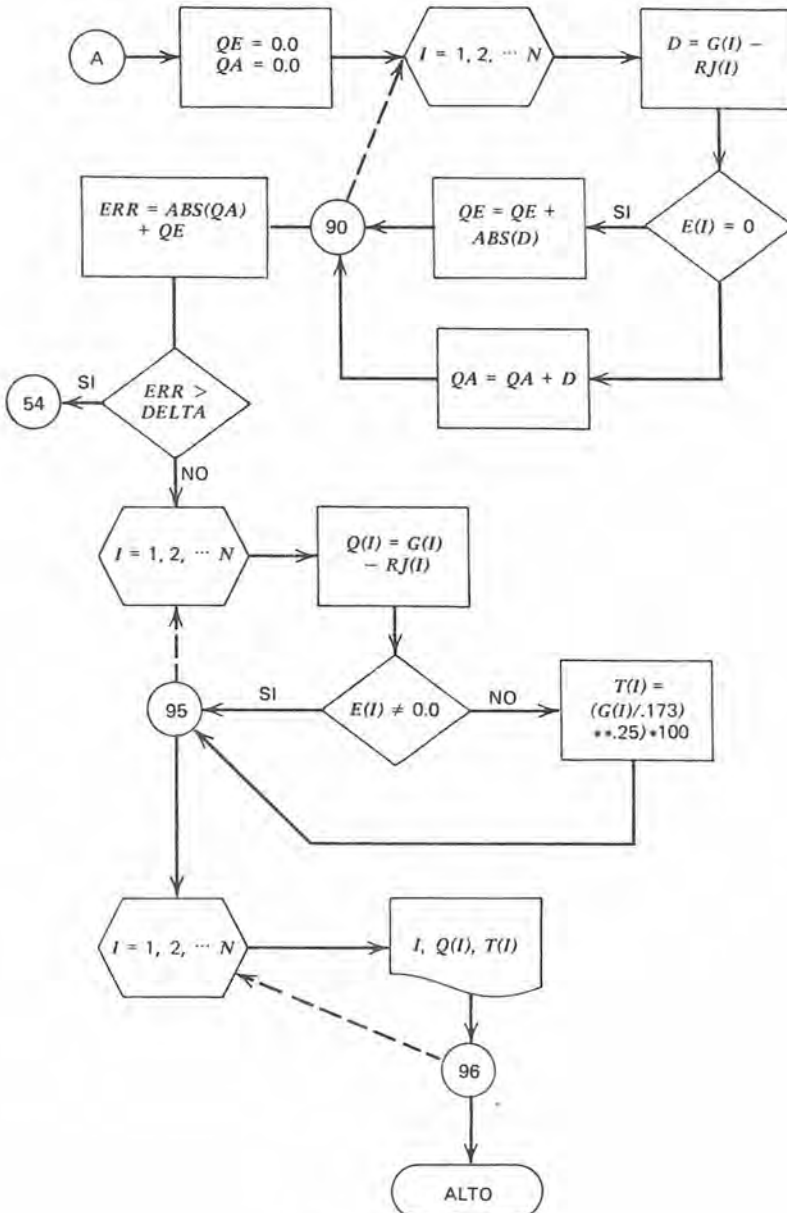 A
QE = 0.0
QA = 0.0
I = 1, 2, ··· N
D = G(I) –
RJ(I)
ERR = ABS(QA)
+ QE
90
QE = QE +
ABS(D)
SI
E(I) = 0
QA = QA + D
54
SI
ERR >
DELTA
NO
I = 1, 2, ··· N
Q(I) = G(I)
– RJ(I)
95
SI
E(I) ≠ 0.0
NO
T(I) =
(G(I)/.173)
**.25)*100
I = 1, 2, ··· N
I, Q(I), T(I)
96
ALTO